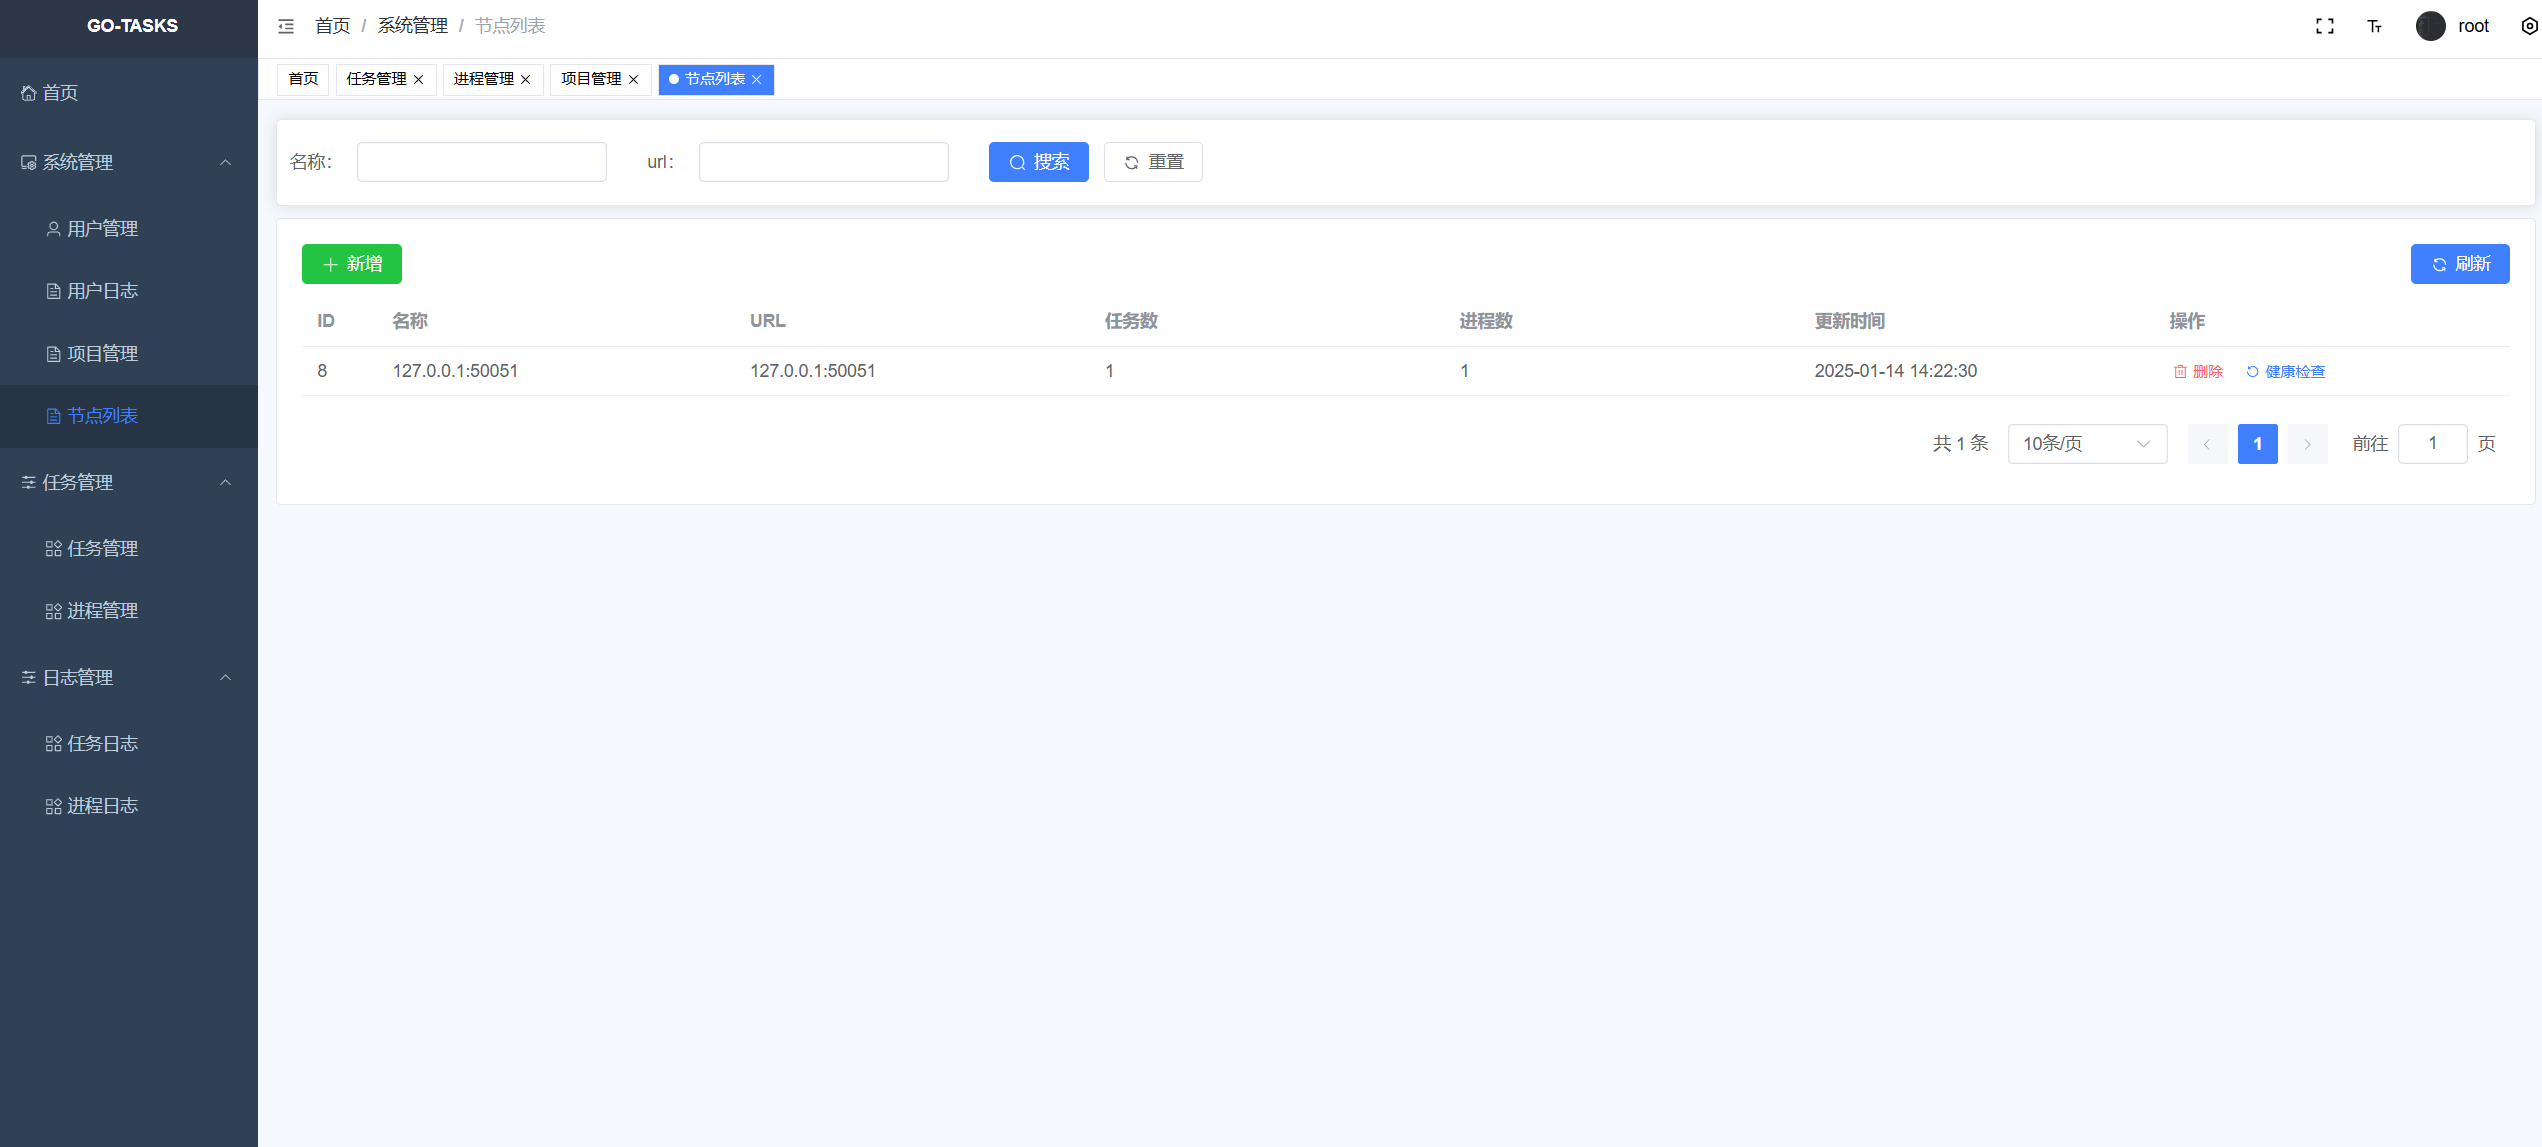 GO-TASKS
首页
系统管理
用户管理
用户日志
项目管理
节点列表
任务管理
任务管理
进程管理
日志管理
任务日志
进程日志
首页 / 系统管理 / 节点列表
root
首页 任务管理 进程管理 项目管理 节点列表
名称: url: 搜索 重置
新增 刷新
ID 名称 URL 任务数 进程数 更新时间 操作
8 127.0.0.1:50051 127.0.0.1:50051 1 1 2025-01-14 14:22:30 删除 健康检查
共 1 条 10条/页 1 前往 1 页